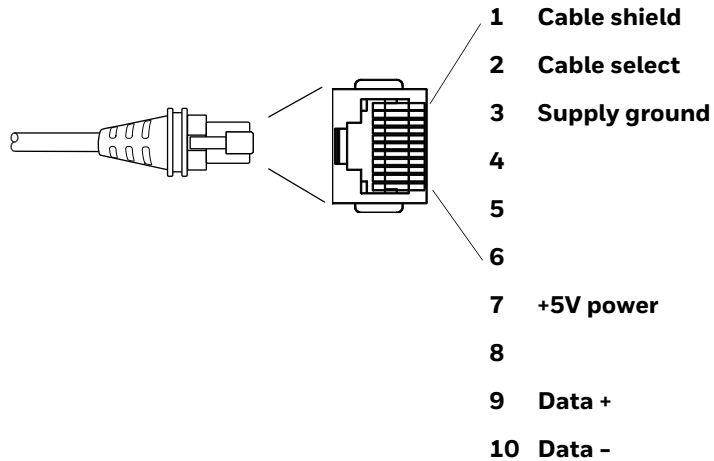 1 Cable shield
2 Cable select
3 Supply ground
4
5
6
7 +5V power
8
9 Data +
10 Data -